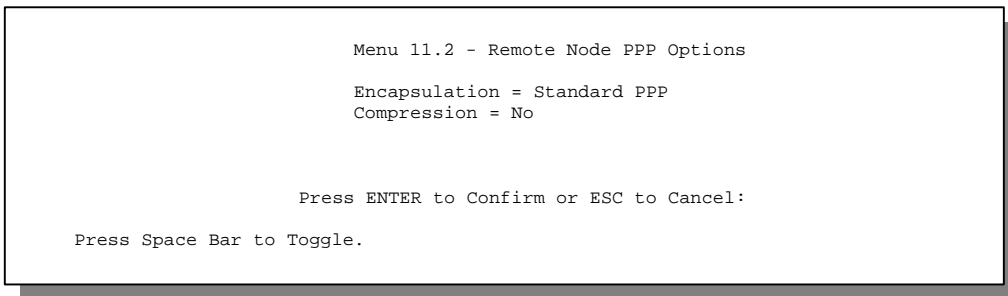 Menu 11.2 - Remote Node PPP Options
Encapsulation = Standard PPP
Compression = No
Press ENTER to Confirm or ESC to Cancel:
Press Space Bar to Toggle.